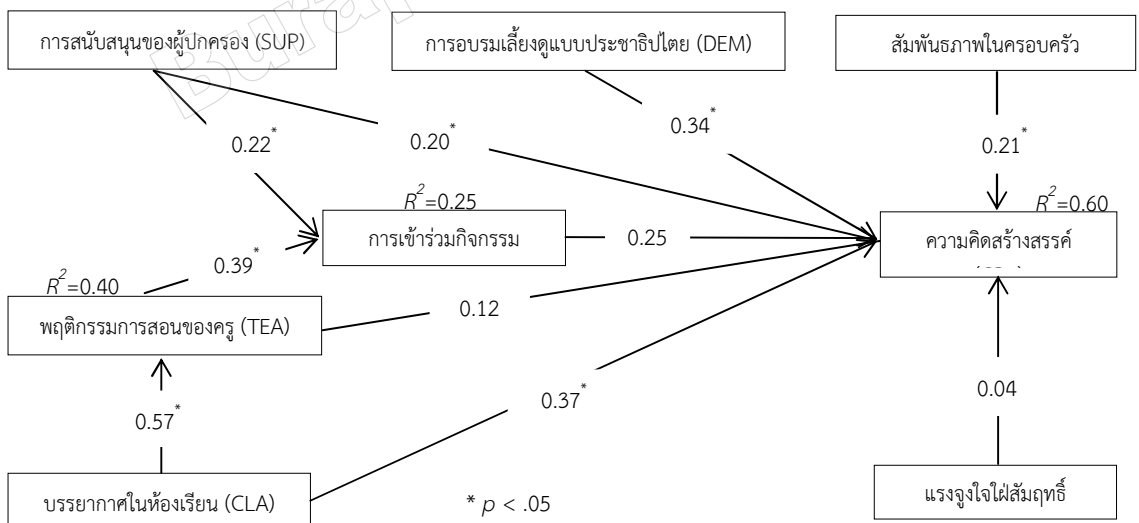 การสนับสนุนของผู้ปกครอง (SUP)
การอบรมเลี้ยงดูแบบประชาธิปไตย (DEM)
สัมพันธภาพในครอบครัว
0.22*
0.20*
0.34*
0.21*
R²=0.25
R²=0.60
การเข้าร่วมกิจกรรม
0.25
ความคิดสร้างสรรค์
0.39*
R²=0.40
พฤติกรรมการสอนของครู (TEA)
0.12
0.57*
0.37*
0.04
บรรยากาศในห้องเรียน (CLA)
* p < .05
แรงจูงใจใฝ่สัมฤทธิ์